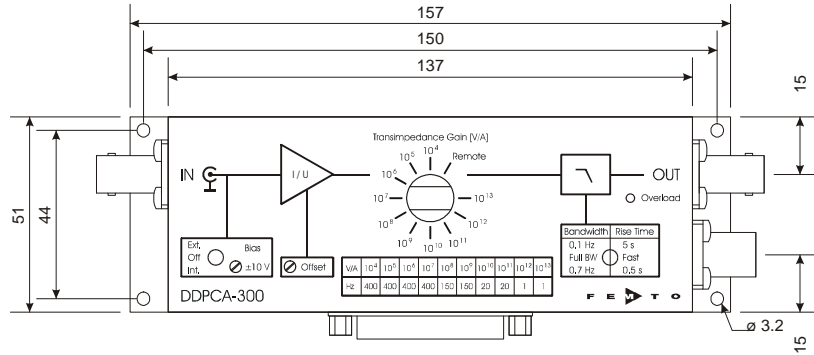 157
150
137
15
51
44
Transimpedance Gain [V/A]
10⁴
Remote
10⁵
10⁶
10⁷
10⁸
10⁹
10¹⁰
10¹¹
10¹²
10¹³
IN
I / U
OUT
Overload
Ext.
Off
Int.
Bias
±10 V
Offset
Bandwidth Rise Time
0,1 Hz 5 s
Full BW Fast
0,7 Hz 0,5 s
V/A 10⁴ 10⁵ 10⁶ 10⁷ 10⁸ 10⁹ 10¹⁰ 10¹¹ 10¹² 10¹³
Hz 400 400 400 400 150 150 20 20 1 1
DDPCA-300
FEMTO
ø 3.2
15